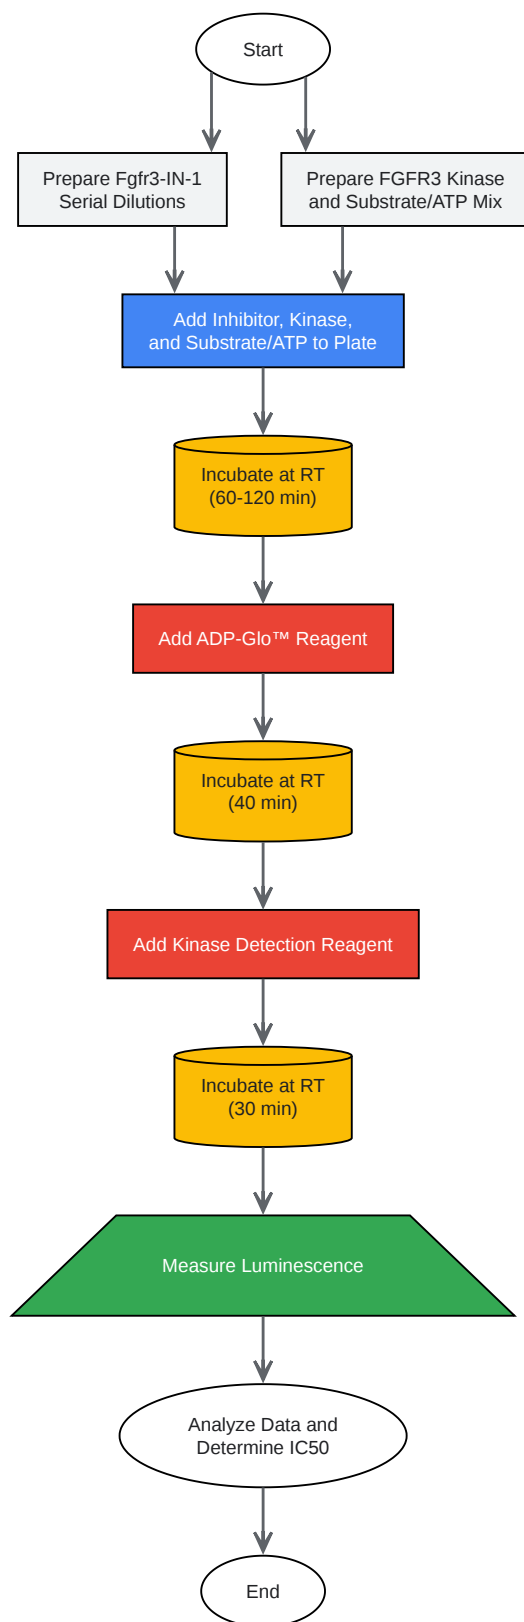 Start
Prepare Fgfr3-IN-1
Serial Dilutions
Prepare FGFR3 Kinase
and Substrate/ATP Mix
Add Inhibitor, Kinase,
and Substrate/ATP to Plate
Incubate at RT
(60-120 min)
Add ADP-Glo™ Reagent
Incubate at RT
(40 min)
Add Kinase Detection Reagent
Incubate at RT
(30 min)
Measure Luminescence
Analyze Data and
Determine IC50
End